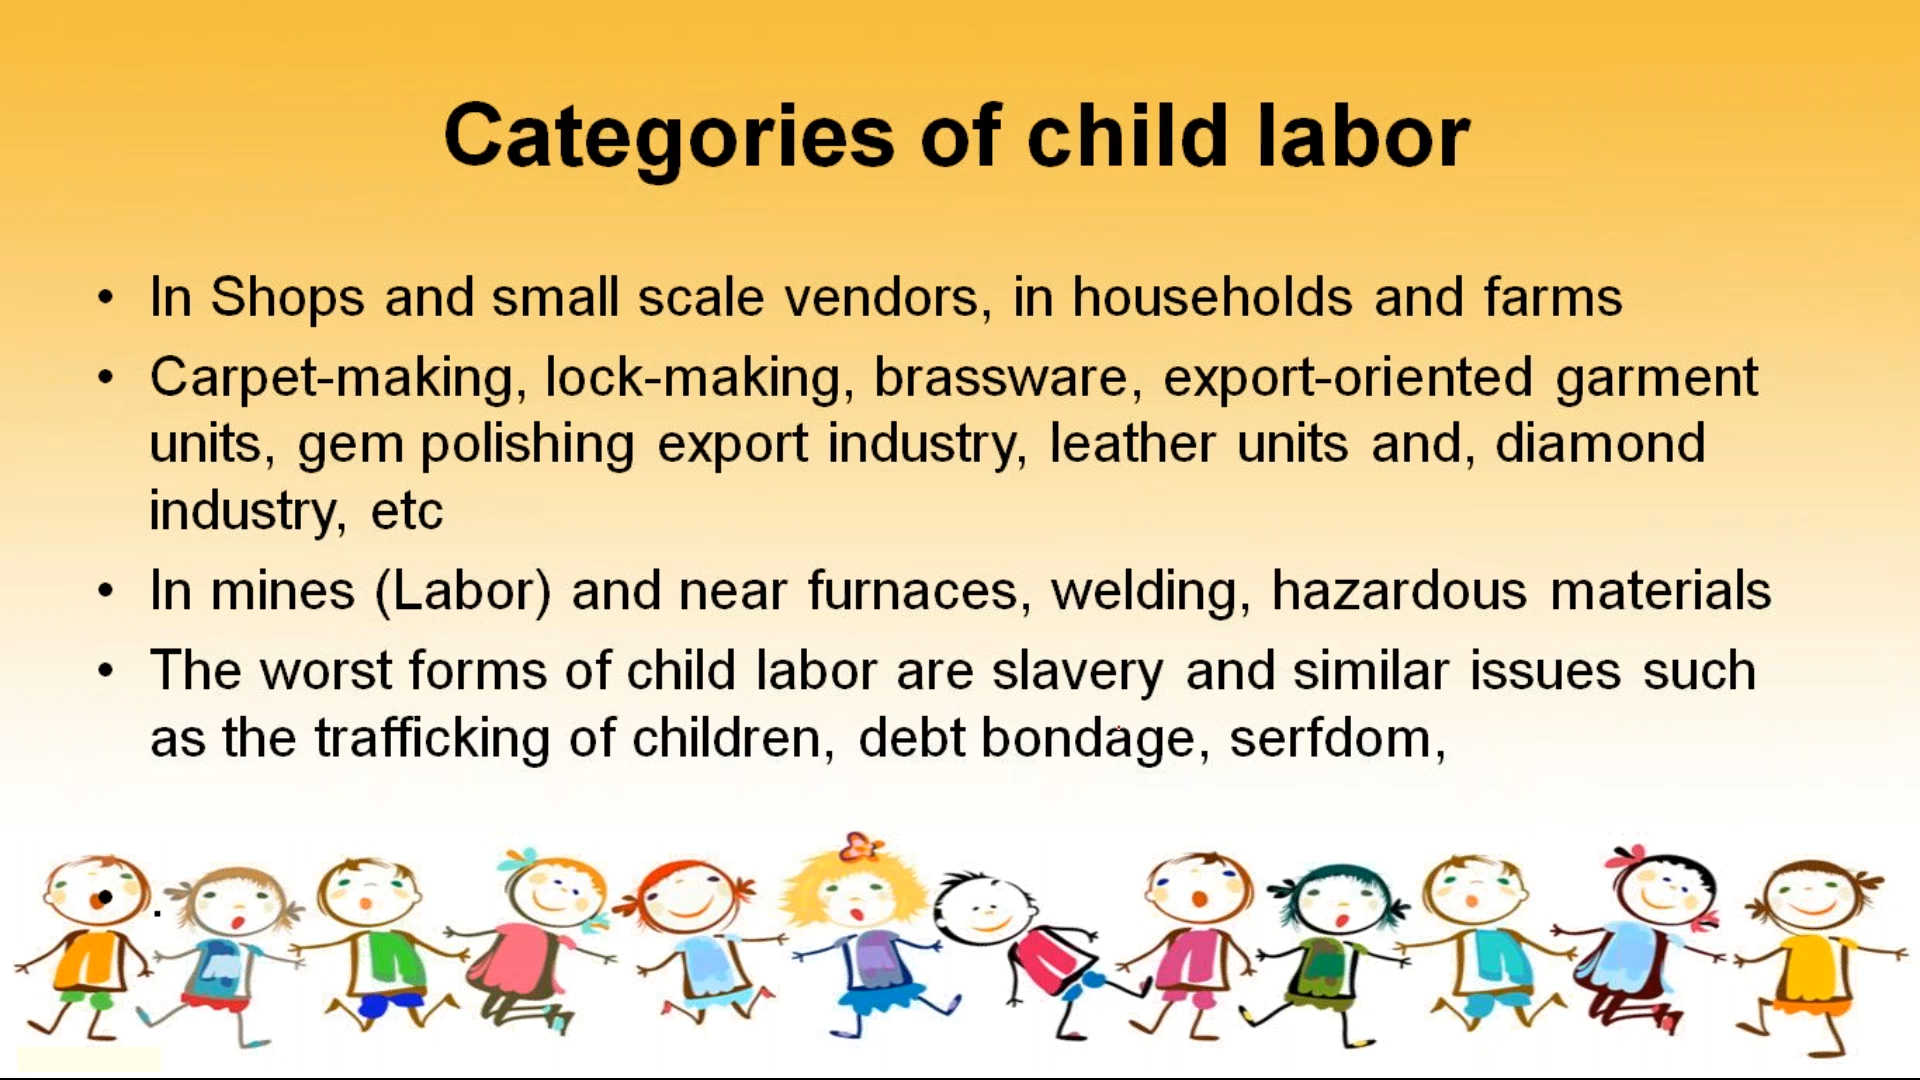 Categories of child labor
• In Shops and small scale vendors, in households and farms
• Carpet-making, lock-making, brassware, export-oriented garment
units, gem polishing export industry, leather units and, diamond
industry, etc
• In mines (Labor) and near furnaces, welding, hazardous materials
• The worst forms of child labor are slavery and similar issues such
as the trafficking of children, debt bondage, serfdom,
• .